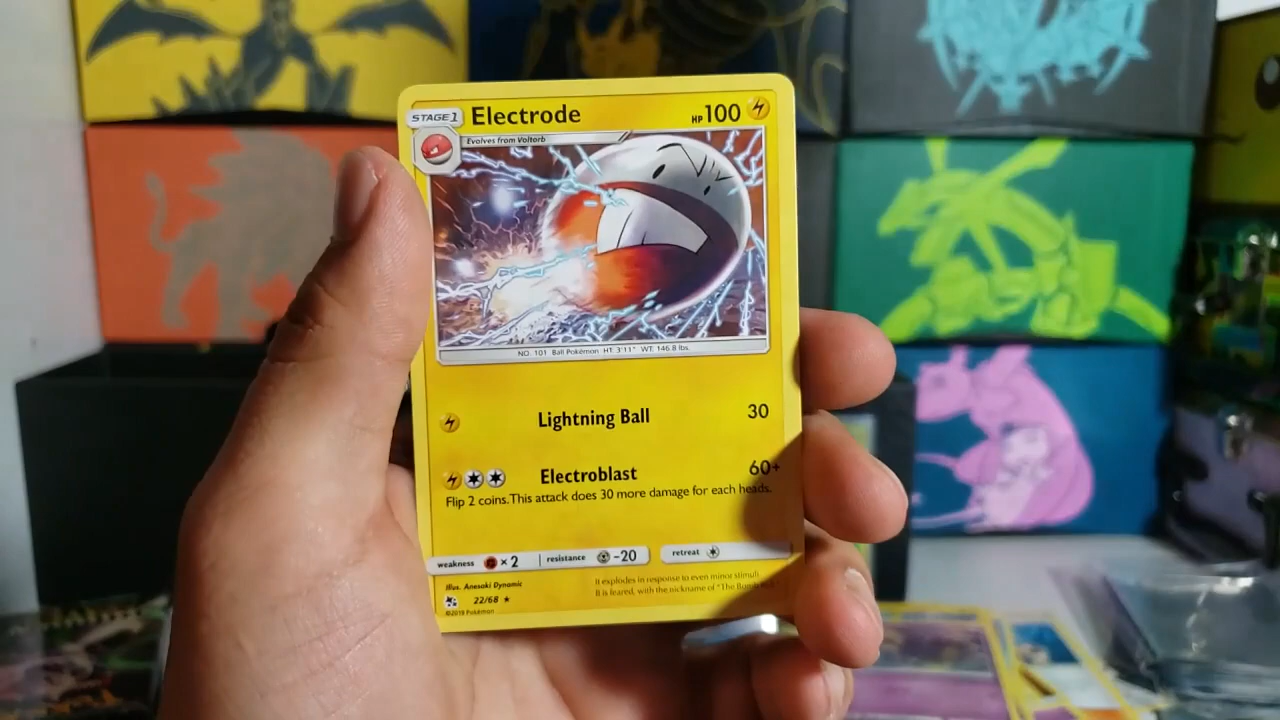 STAGE 1 Electrode HP 100
Evolves from Voltorb
NO. 101 Ball Pokémon HT: 3'11" WT: 146.8 lbs.
Lightning Ball 30
Electroblast 60+
Flip 2 coins. This attack does 30 more damage for each heads.
weakness ×2 resistance -20 retreat
Illus. Anesaki Dynamic
It explodes in response to even minor stimuli.
It is feared, with the nickname of "The Bomb
22/68 ★
©2019 Pokémon